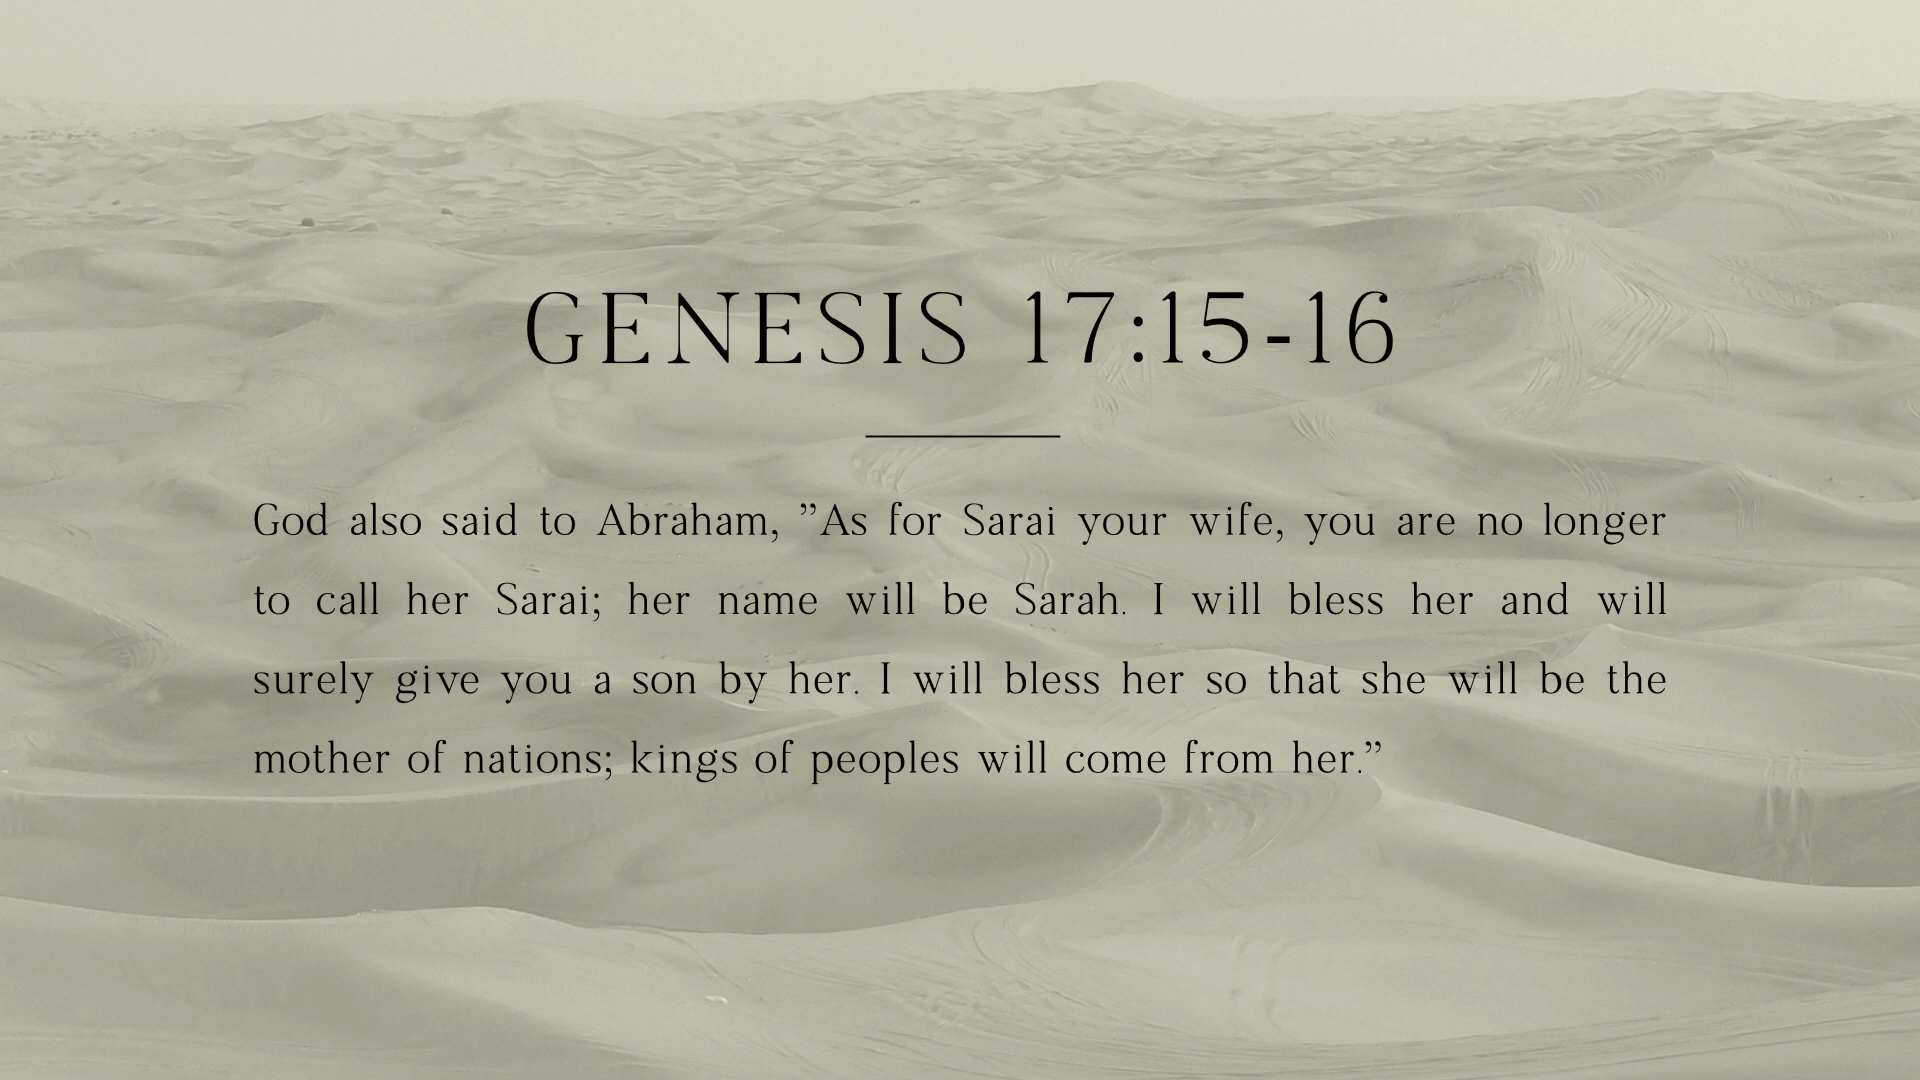 GENESIS 17:15-16
God also said to Abraham, ”As for Sarai your wife, you are no longer
to call her Sarai; her name will be Sarah. I will bless her and will
surely give you a son by her. I will bless her so that she will be the
mother of nations; kings of peoples will come from her.”